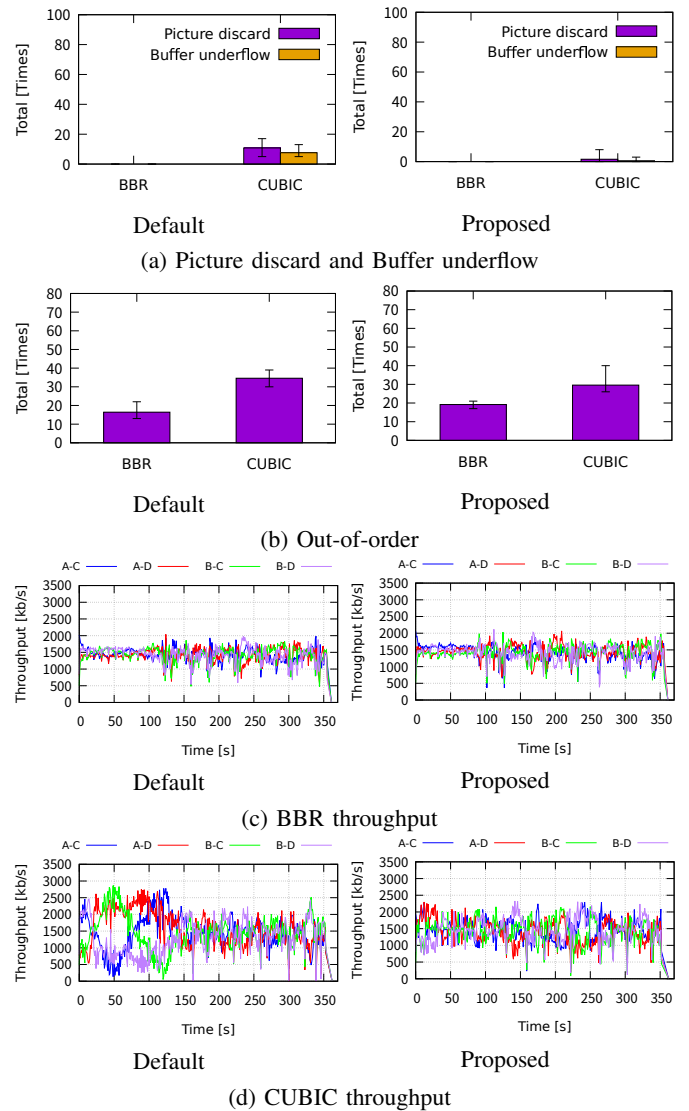 Total [Times]
100
80
60
40
20
0
Picture discard
Buffer underflow
BBR
CUBIC
Default
Total [Times]
100
80
60
40
20
0
Picture discard
Buffer underflow
BBR
CUBIC
Proposed
(a) Picture discard and Buffer underflow
Total [Times]
80
70
60
50
40
30
20
10
0
BBR
CUBIC
Default
Total [Times]
80
70
60
50
40
30
20
10
0
BBR
CUBIC
Proposed
(b) Out-of-order
A-C A-D B-C B-D
Throughput [kb/s]
3500
3000
2500
2000
1500
1000
500
0
0 50 100 150 200 250 300 350
Time [s]
Default
A-C A-D B-C B-D
Throughput [kb/s]
3500
3000
2500
2000
1500
1000
500
0
0 50 100 150 200 250 300 350
Time [s]
Proposed
(c) BBR throughput
A-C A-D B-C B-D
Throughput [kb/s]
3500
3000
2500
2000
1500
1000
500
0
0 50 100 150 200 250 300 350
Time [s]
Default
A-C A-D B-C B-D
Throughput [kb/s]
3500
3000
2500
2000
1500
1000
500
0
0 50 100 150 200 250 300 350
Time [s]
Proposed
(d) CUBIC throughput